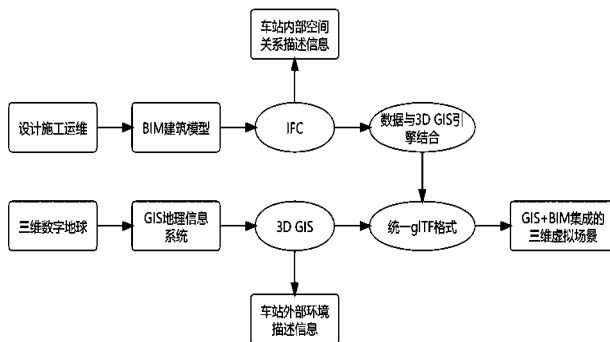 车站内部空间
关系描述信息
设计施工运维
BIM建筑模型
IFC
数据与3D GIS引
擎结合
三维数字地球
GIS地理信息
系统
3D GIS
统一glTF格式
GIS+BIM集成的
三维虚拟场景
车站外部环境
描述信息